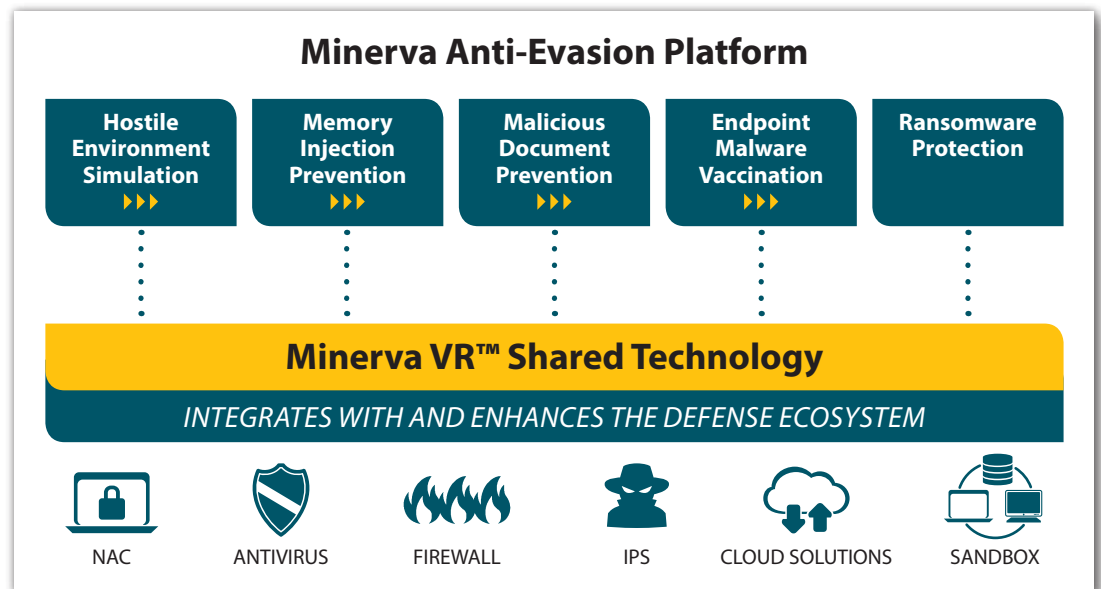 Minerva Anti-Evasion Platform
Hostile
Environment
Simulation
Memory
Injection
Prevention
Malicious
Document
Prevention
Endpoint
Malware
Vaccination
Ransomware
Protection
Minerva VR™ Shared Technology
INTEGRATES WITH AND ENHANCES THE DEFENSE ECOSYSTEM
NAC
ANTIVIRUS
FIREWALL
IPS
CLOUD SOLUTIONS
SANDBOX